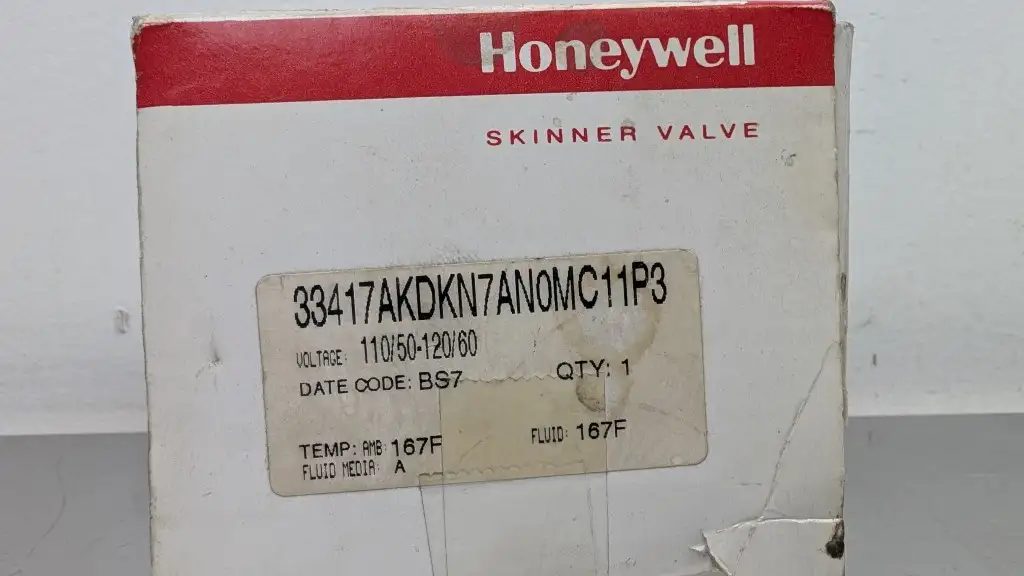 Honeywell
SKINNER VALVE
33417AKDKN7AN0MC11P3
VOLTAGE: 110/50-120/60
DATE CODE: BS7 QTY: 1
TEMP: AMB: 167F FLUID: 167F
FLUID MEDIA: A